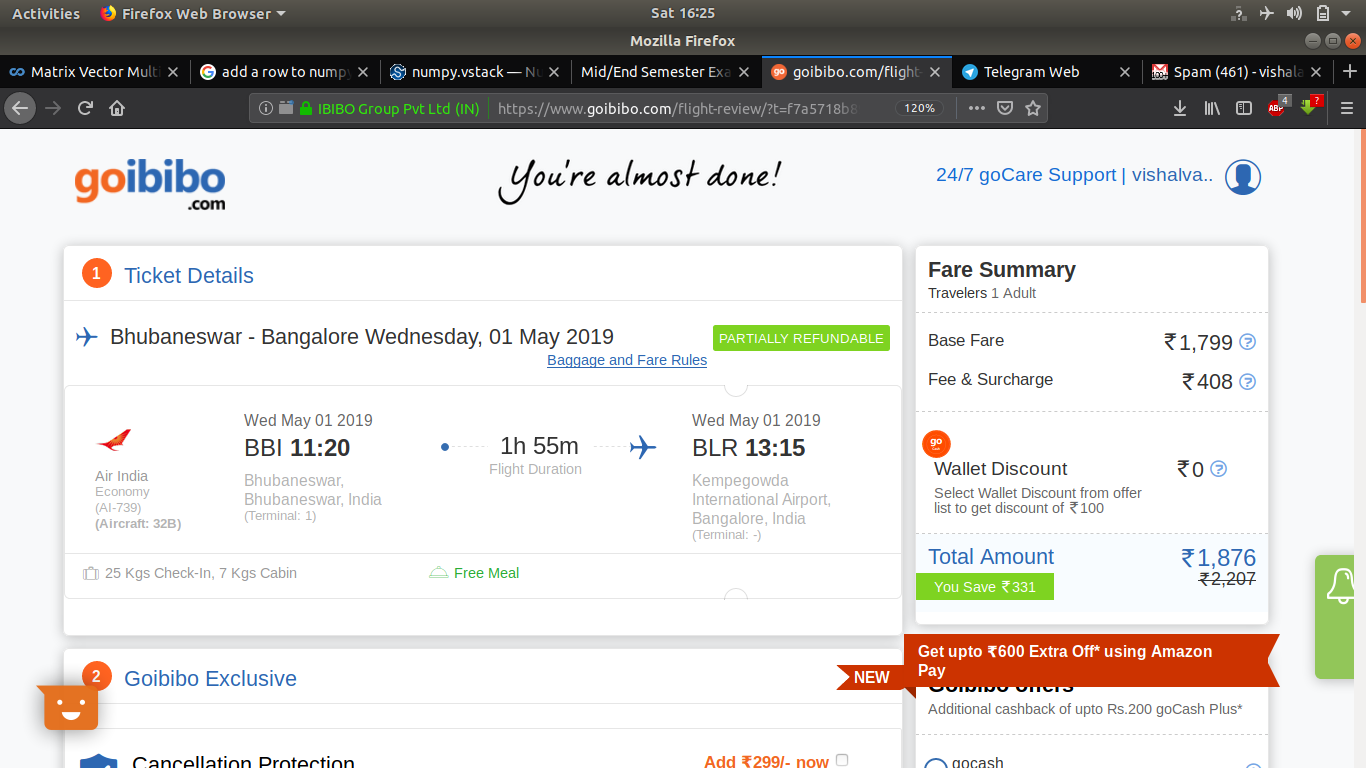 Activities
Firefox Web Browser
Sat 16:25
Mozilla Firefox
Matrix Vector Mult
add a row to numpy
numpy.vstack — Nu
Mid/End Semester Exa
goibibo.com/flight-
Telegram Web
Spam (461) - vishala
IBIBO Group Pvt Ltd (IN)
https://www.goibibo.com/flight-review/?t=f7a5718b8
120%
ABP
4
?
goibibo
.com
You're almost done!
24/7 goCare Support | vishalva..
1
Ticket Details
Bhubaneswar - Bangalore Wednesday, 01 May 2019
PARTIALLY REFUNDABLE
Baggage and Fare Rules
Air India
Economy
(AI-739)
(Aircraft: 32B)
Wed May 01 2019
BBI 11:20
Bhubaneswar,
Bhubaneswar, India
(Terminal: 1)
1h 55m
Flight Duration
Wed May 01 2019
BLR 13:15
Kempegowda
International Airport,
Bangalore, India
(Terminal: -)
25 Kgs Check-In, 7 Kgs Cabin
Free Meal
2
Goibibo Exclusive
NEW
Cancellation Protection
Add ₹299/- now
Fare Summary
Travelers 1 Adult
Base Fare
₹1,799 ?
Fee & Surcharge
₹408 ?
go
Wallet Discount
₹0 ?
Select Wallet Discount from offer
list to get discount of ₹100
Total Amount
₹1,876
₹2,207
You Save ₹331
Get upto ₹600 Extra Off* using Amazon
Pay
Goibibo offers
Additional cashback of upto Rs.200 goCash Plus*
gocash